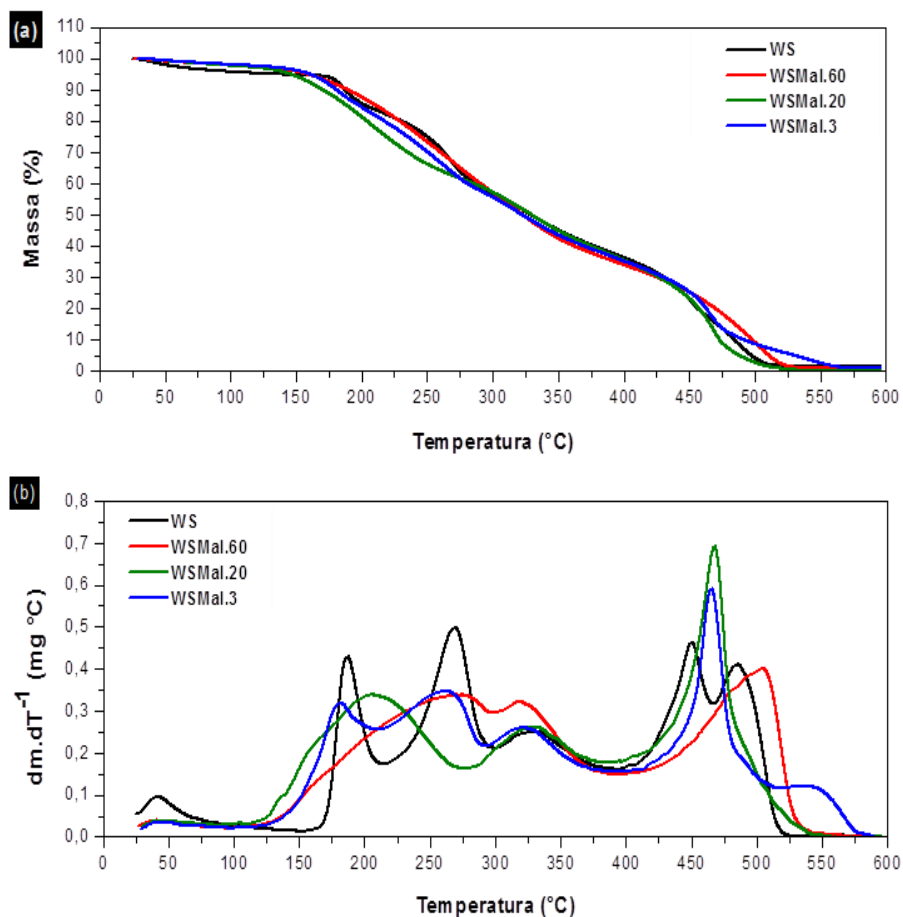 (a)
110
100
90
80
70
60
50
40
30
20
10
0
Massa (%)
WS
WSMal.60
WSMal.20
WSMal.3
0 50 100 150 200 250 300 350 400 450 500 550 600
Temperatura (°C)
(b)
0,8
0,7
0,6
0,5
0,4
0,3
0,2
0,1
0,0
dm.dT⁻¹ (mg °C)
WS
WSMal.60
WSMal.20
WSMal.3
0 50 100 150 200 250 300 350 400 450 500 550 600
Temperatura (°C)